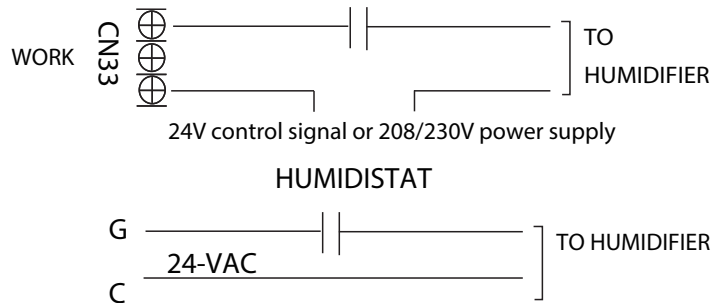 TO
WORK
CN33
HUMIDIFIER
24V control signal or 208/230V power supply
HUMIDISTAT
G
TO HUMIDIFIER
24-VAC
C